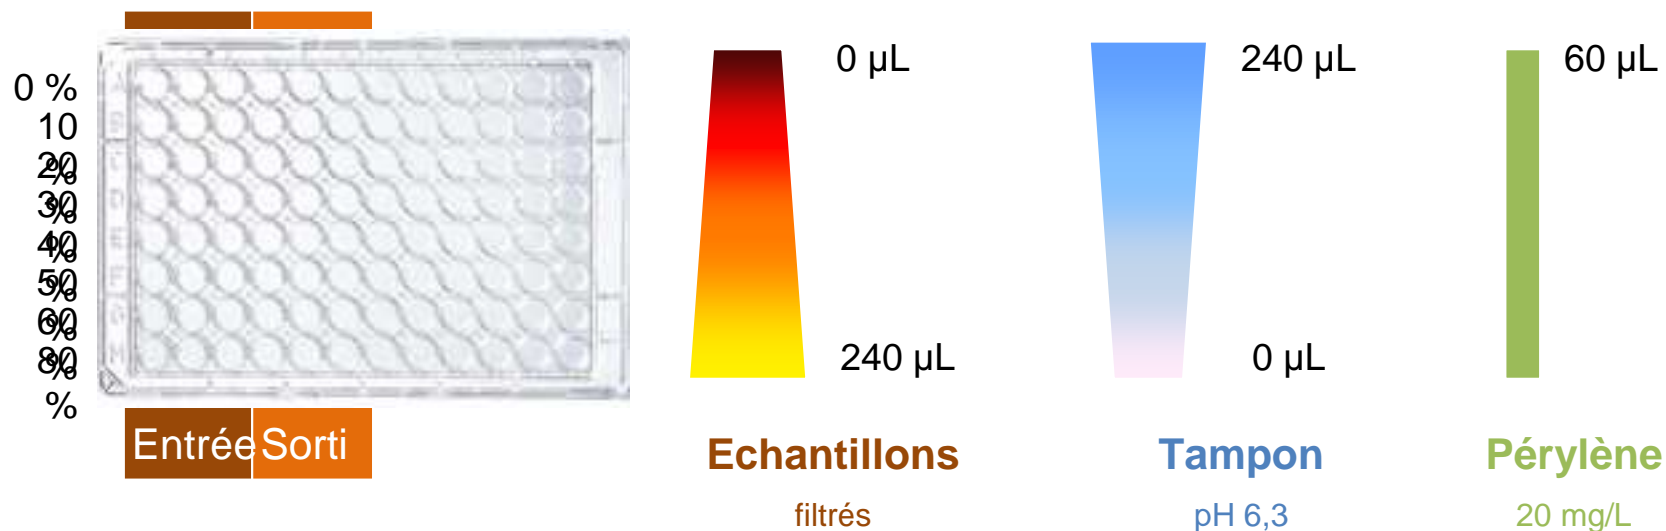 0 %
10
%
20
%
30
%
40
%
50
%
60
%
80
%
Entrée
Sorti
0 µL
240 µL
Echantillons
filtrés
240 µL
0 µL
Tampon
pH 6,3
60 µL
Pérylène
20 mg/L